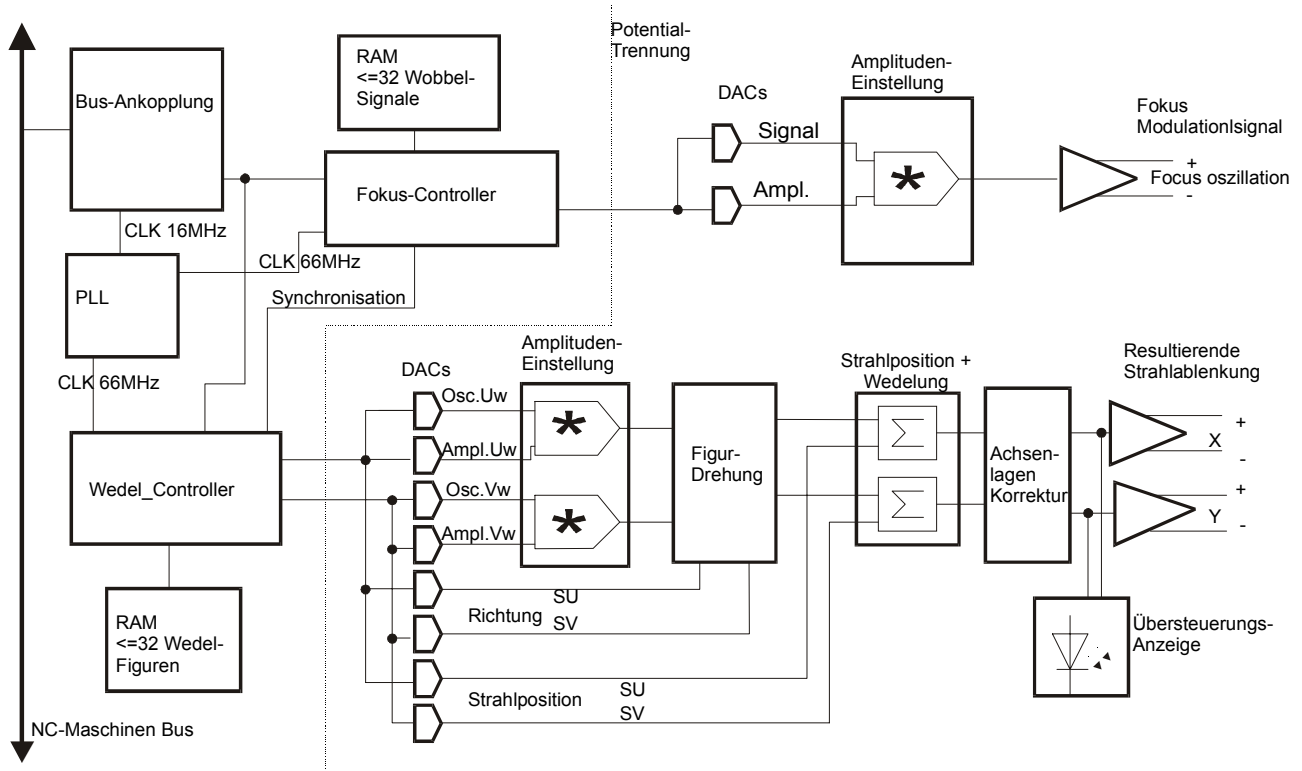 Potential-
Trennung
RAM
<=32 Wobbel-
Signale
Bus-Ankopplung
Fokus-Controller
CLK 16MHz
CLK 66MHz
PLL
Synchronisation
CLK 66MHz
Wedel_Controller
RAM
<=32 Wedel-
Figuren
NC-Maschinen Bus
DACs
Signal
Ampl.
Amplituden-
Einstellung
*
Fokus
Modulationlsignal
+
Focus oszillation
-
DACs
Osc.Uw
Ampl.Uw
Osc.Vw
Ampl.Vw
Amplituden-
Einstellung
*
*
Figur-
Drehung
SU
Richtung
SV
SU
Strahlposition
SV
Strahlposition +
Wedelung
Σ
Σ
Achsen-
lagen
Korrektur
Resultierende
Strahlablenkung
+
X
-
+
Y
-
Übersteuerungs-
Anzeige